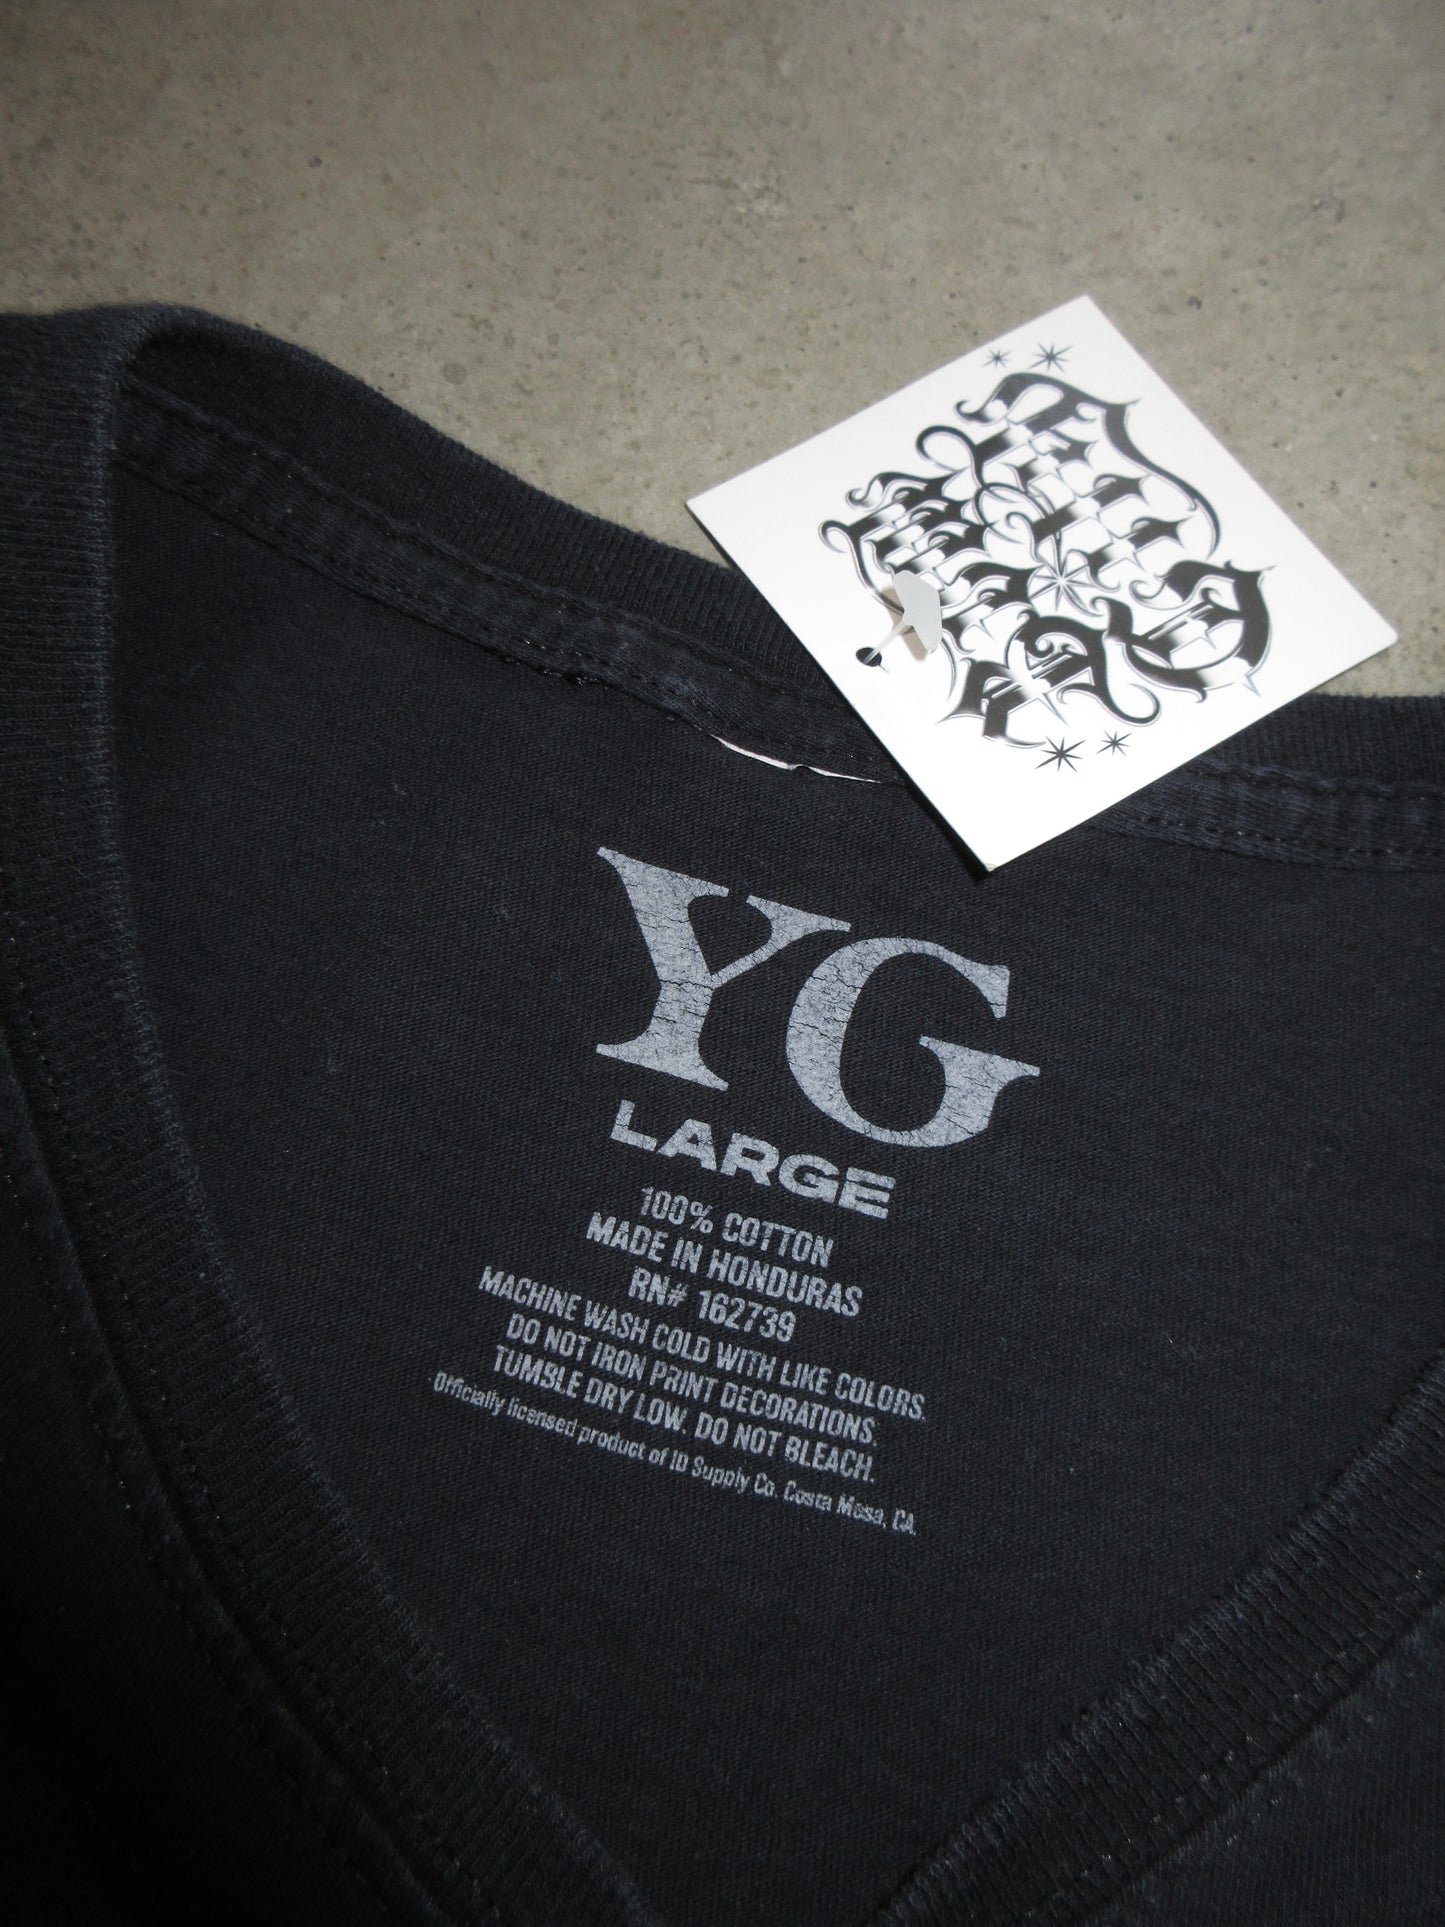 YG
LARGE
100% COTTON
MADE IN HONDURAS
RN# 162739
MACHINE WASH COLD WITH LIKE COLORS.
DO NOT IRON PRINT DECORATIONS.
TUMBLE DRY LOW. DO NOT BLEACH.
Officially licensed product of ID Supply Co. Costa Mesa, CA.